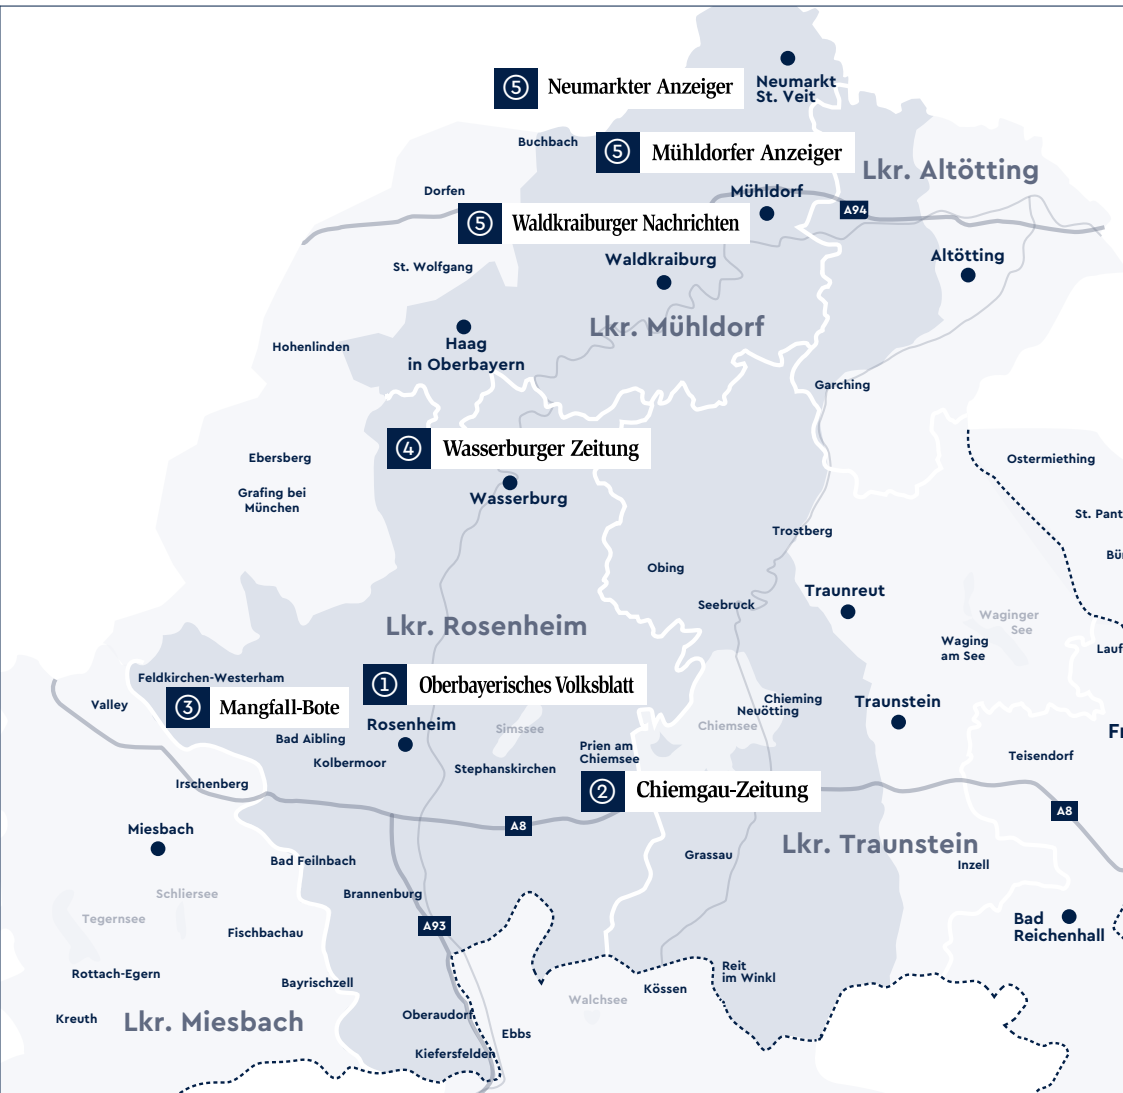 Neumarkt
St. Veit
⑤ Neumarkter Anzeiger
Buchbach
⑤ Mühldorfer Anzeiger
Lkr. Altötting
Dorfen
Mühldorf
A94
⑤ Waldkraiburger Nachrichten
Waldkraiburg
Altötting
St. Wolfgang
Lkr. Mühldorf
Haag
in Oberbayern
Hohenlinden
Garching
④ Wasserburger Zeitung
Ebersberg
Ostermiething
Grafing bei
München
Wasserburg
St. Pant
Trostberg
Bü
Obing
Traunreut
Seebruck
Waginger
See
Lkr. Rosenheim
Waging
am See
Lauf
Feldkirchen-Westerham
① Oberbayerisches Volksblatt
Valley
③ Mangfall-Bote
Chieming
Neuötting
Traunstein
Rosenheim
Simssee
Chiemsee
Fr
Bad Aibling
Prien am
Chiemsee
Teisendorf
Kolbermoor
Stephanskirchen
Irschenberg
② Chiemgau-Zeitung
A8
A8
Miesbach
Lkr. Traunstein
Bad Feilnbach
Grassau
Inzell
Schliersee
Brannenburg
Tegernsee
A93
Bad
Reichenhall
Fischbachau
Rottach-Egern
Reit
im Winkl
Bayrischzell
Kössen
Walchsee
Kreuth
Lkr. Miesbach
Oberaudorf
Ebbs
Kiefersfelden